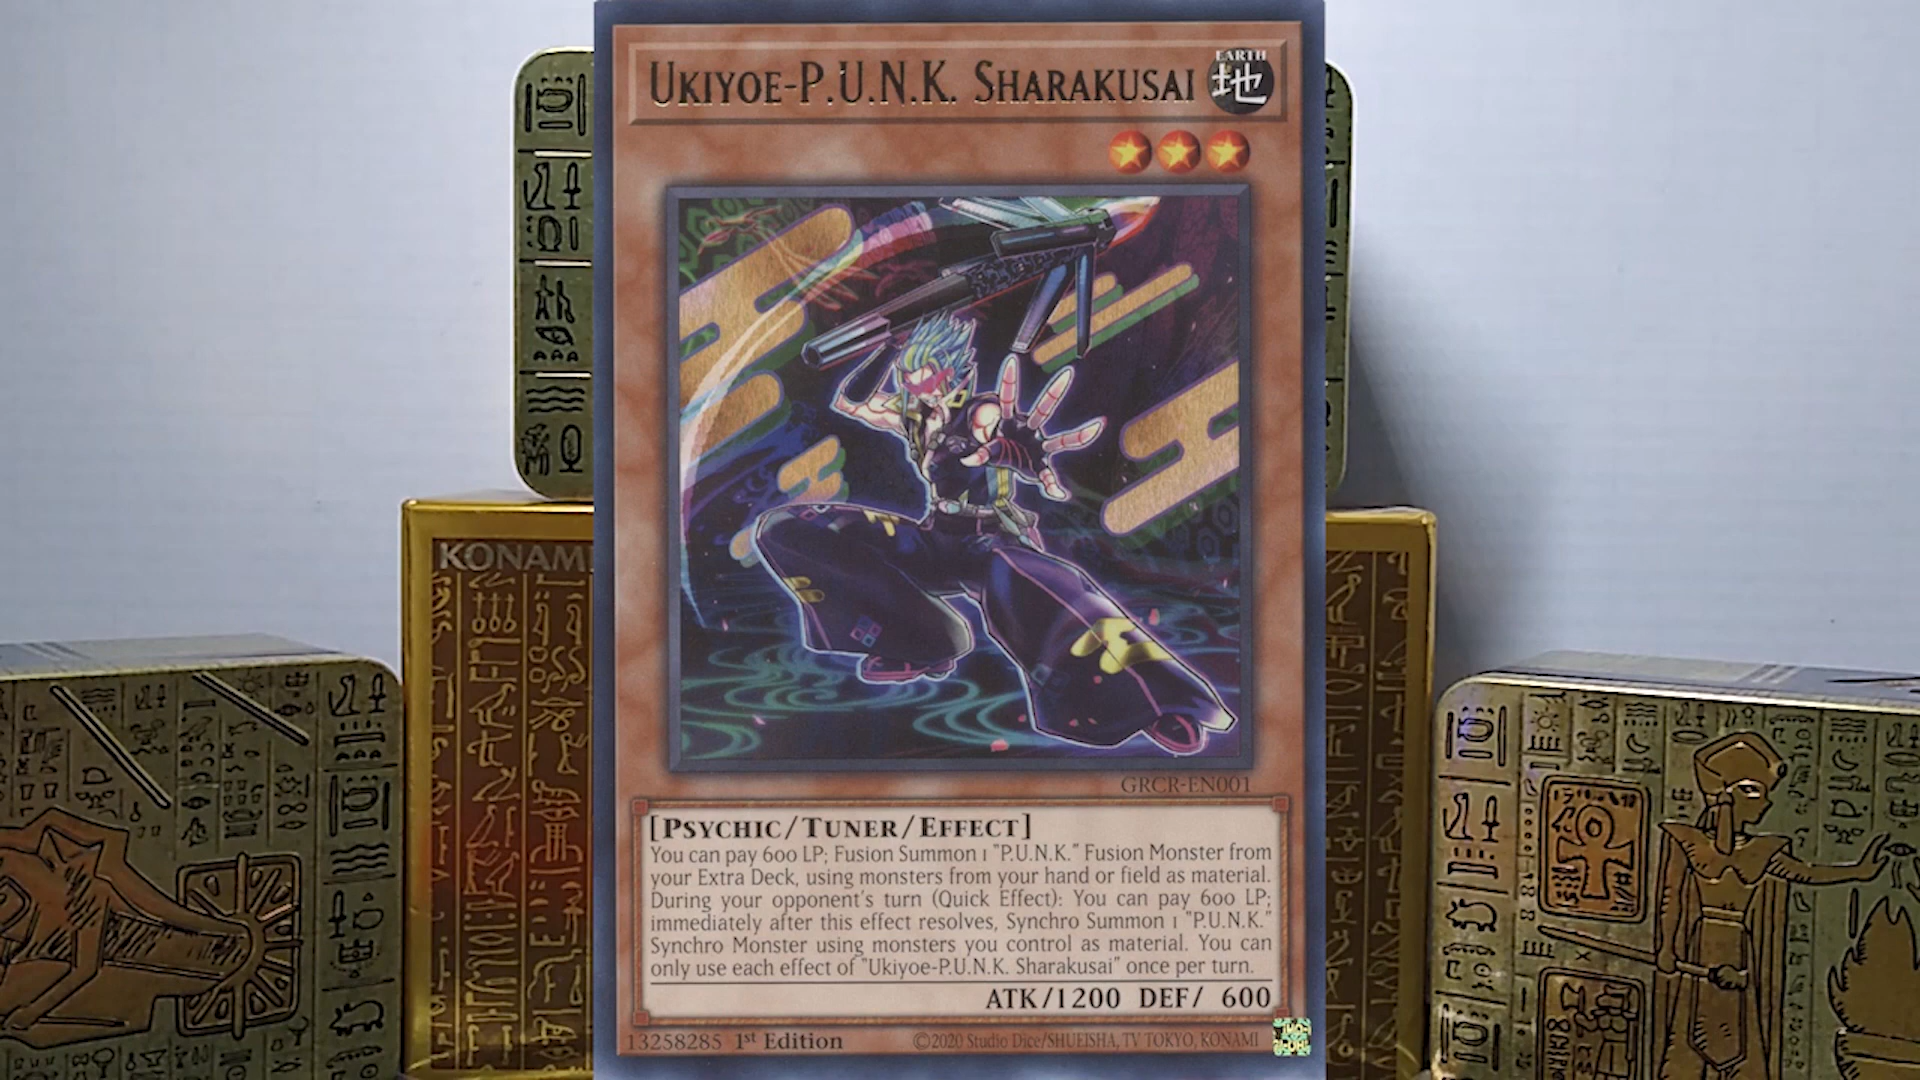 UKIYOE-P.U.N.K. SHARAKUSAI
EARTH
地
KONAMI
GRCR-EN001
[PSYCHIC/TUNER/EFFECT]
You can pay 600 LP; Fusion Summon 1 "P.U.N.K." Fusion Monster from
your Extra Deck, using monsters from your hand or field as material.
During your opponent's turn (Quick Effect): You can pay 600 LP;
immediately after this effect resolves, Synchro Summon 1 "P.U.N.K."
Synchro Monster using monsters you control as material. You can
only use each effect of "Ukiyoe-P.U.N.K. Sharakusai" once per turn.
ATK/1200 DEF/ 600
13258285 1st Edition
©2020 Studio Dice/SHUEISHA, TV TOKYO, KONAMI